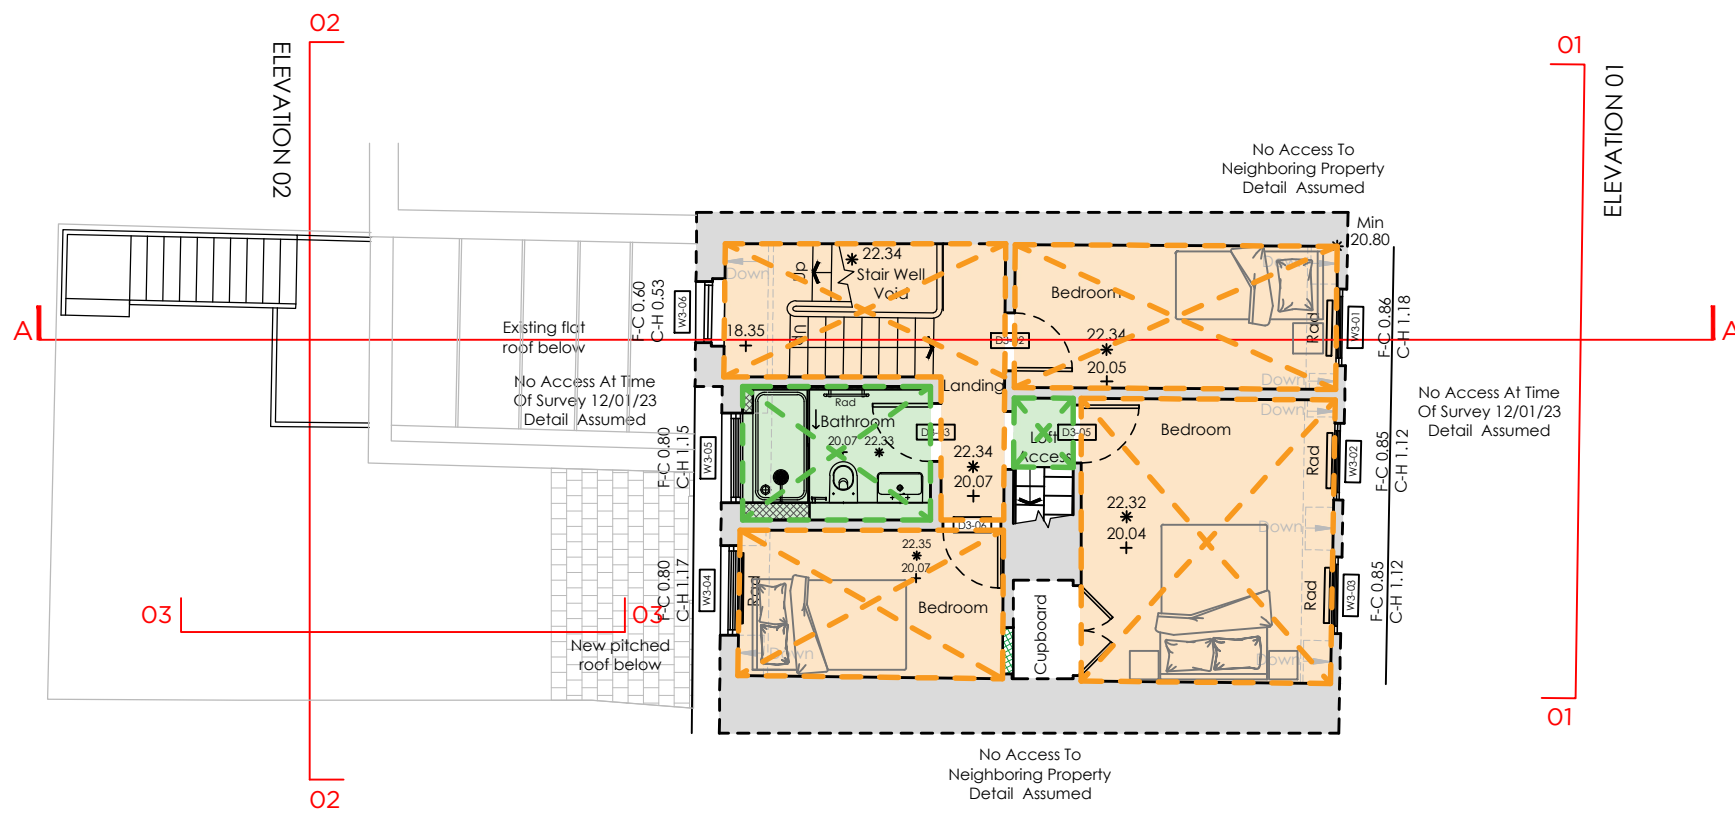 02
01
ELEVATION 02
ELEVATION 01
No Access To
Neighboring Property
Detail Assumed
Min
20.80
A
A
Existing flat
roof below
No Access At Time
Of Survey 12/01/23
Detail Assumed
F-C 0.60
C-H 0.53
W3-06
Down
Up
22.34
Stair Well
Void
18.35
Up
Landing
D3-02
Bedroom
22.34
20.05
Down
Rad
W3-01
F-C 0.86
C-H 1.18
No Access At Time
Of Survey 12/01/23
Detail Assumed
F-C 0.80
C-H 1.15
W3-05
Rad
Bathroom
20.07
22.33
22.34
20.07
Loft
Access
D3-05
Bedroom
Down
Rad
W3-02
F-C 0.85
C-H 1.12
22.32
20.04
Down
D3-06
22.35
20.07
Bedroom
Rad
Down
F-C 0.80
C-H 1.17
W3-04
Cupboard
Down
Rad
W3-03
F-C 0.85
C-H 1.12
03
03
New pitched
roof below
02
01
No Access To
Neighboring Property
Detail Assumed